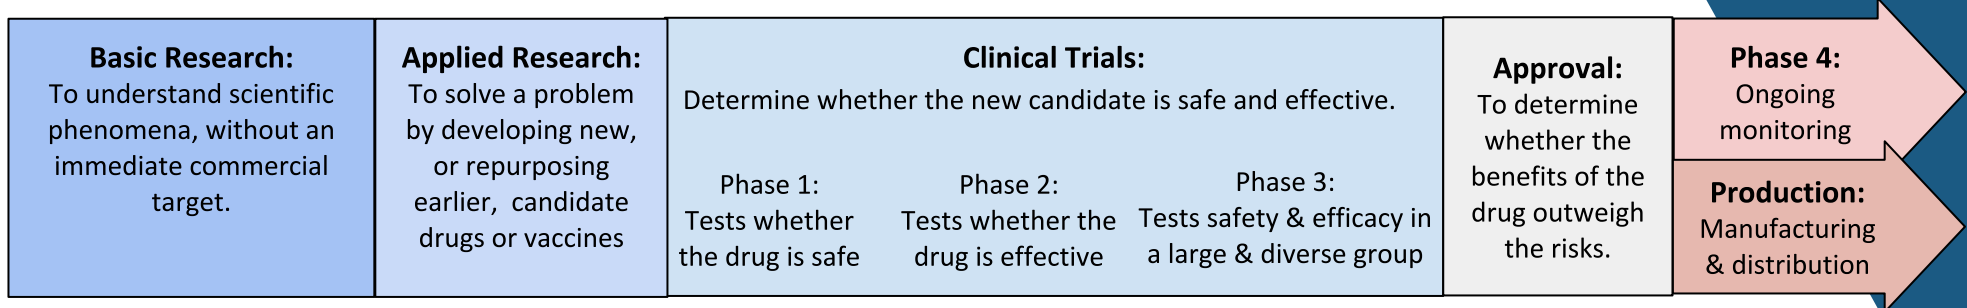 Basic Research:
To understand scientific
phenomena, without an
immediate commercial
target.
Applied Research:
To solve a problem
by developing new,
or repurposing
earlier, candidate
drugs or vaccines
Clinical Trials:
Determine whether the new candidate is safe and effective.
Phase 1:
Tests whether
the drug is safe
Phase 2:
Tests whether the
drug is effective
Phase 3:
Tests safety & efficacy in
a large & diverse group
Approval:
To determine
whether the
benefits of the
drug outweigh
the risks.
Phase 4:
Ongoing
monitoring
Production:
Manufacturing
& distribution